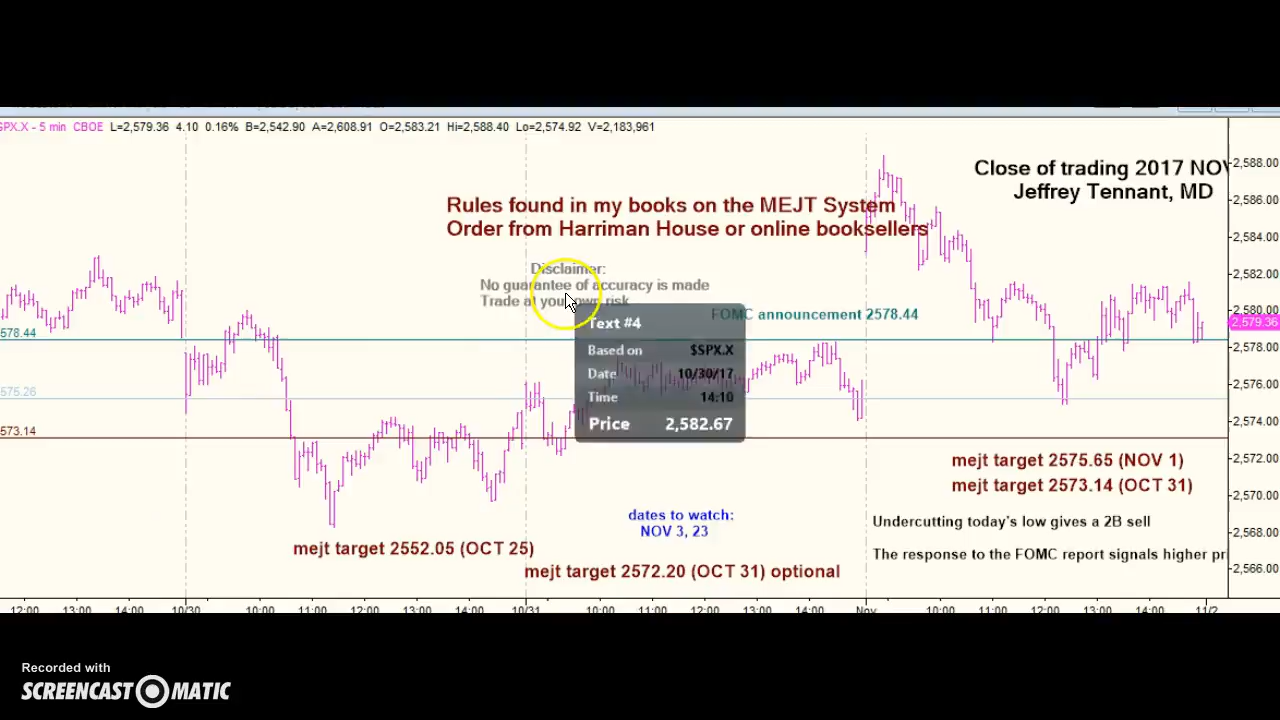 SPX.X - 5 min CBOE L=2,579.36 4.10 0.16% B=2,542.90 A=2,608.91 O=2,583.21 Hi=2,588.40 Lo=2,574.92 V=2,183,961
Close of trading 2017 NOV
Jeffrey Tennant, MD
Rules found in my books on the MEJT System
Order from Harriman House or online booksellers
Disclaimer:
No guarantee of accuracy is made
Trade at your own risk
FOMC announcement 2578.44
Text #4
Based on $SPX.X
Date 10/30/17
Time 14:10
Price 2,582.67
578.44
575.26
573.14
2,588.00
2,586.00
2,584.00
2,582.00
2,580.00
2,579.36
2,578.00
2,576.00
2,574.00
2,572.00
2,570.00
2,568.00
2,566.00
mejt target 2575.65 (NOV 1)
mejt target 2573.14 (OCT 31)
dates to watch:
NOV 3, 23
Undercutting today's low gives a 2B sell
The response to the FOMC report signals higher pr
mejt target 2552.05 (OCT 25)
mejt target 2572.20 (OCT 31) optional
12:00 13:00 14:00 10/30 10:00 11:00 12:00 13:00 14:00 10/31 10:00 11:00 12:00 13:00 14:00 Nov 10:00 11:00 12:00 13:00 14:00 11/2
Recorded with
SCREENCAST MATIC